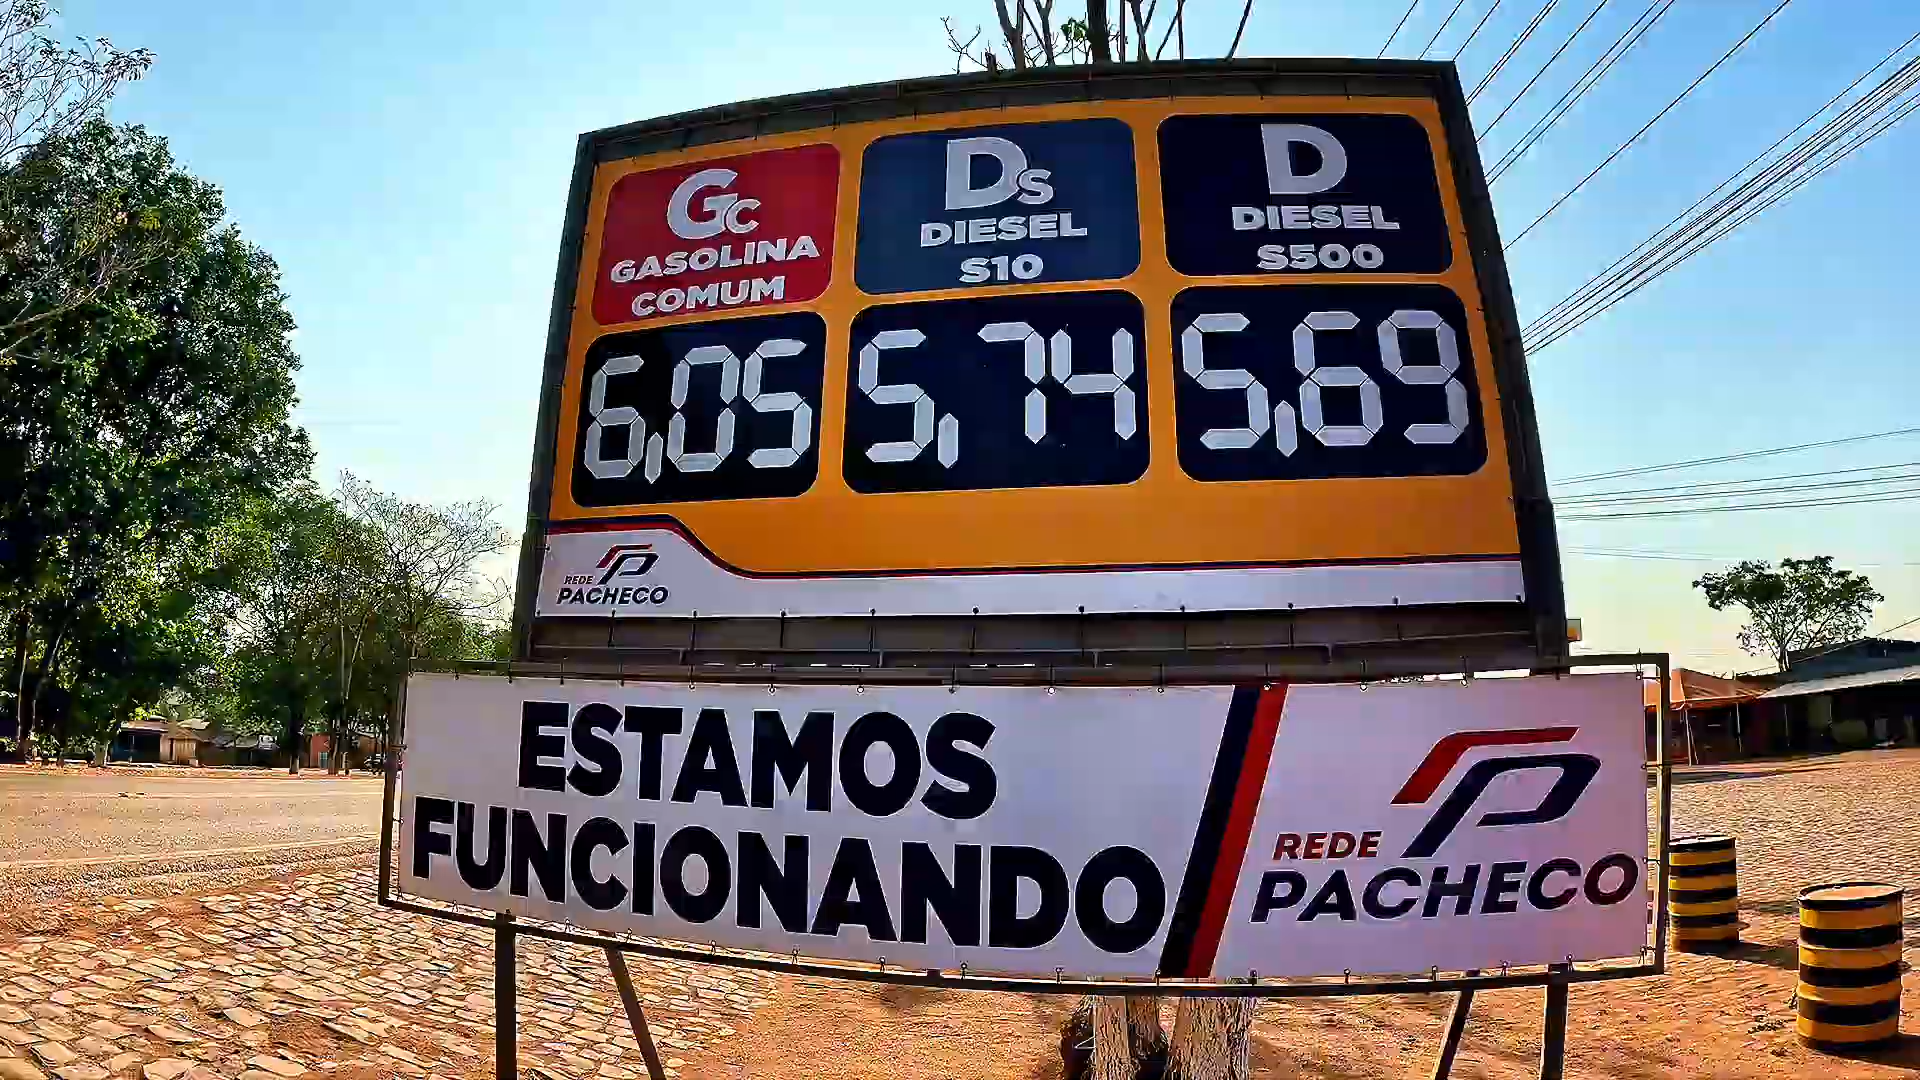 Gc
GASOLINA
COMUM
Ds
DIESEL
S10
D
DIESEL
S500
6,05
5,74
5,69
REDE
PACHECO
ESTAMOS
FUNCIONANDO
REDE
PACHECO